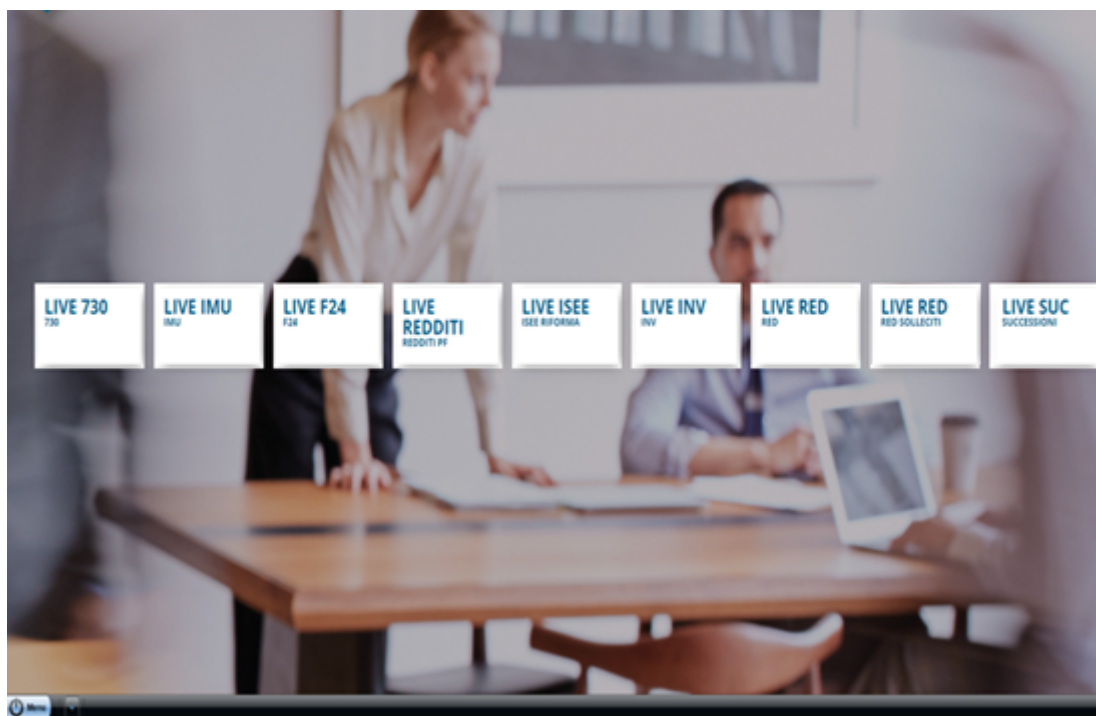 LIVE 730
730
LIVE IMU
IMU
LIVE F24
F24
LIVE
REDDITI
REDDITI PF
LIVE ISEE
ISEE RIFORMA
LIVE INV
INV
LIVE RED
RED
LIVE RED
RED SOLLECITI
LIVE SUC
SUCCESSIONI
Menu